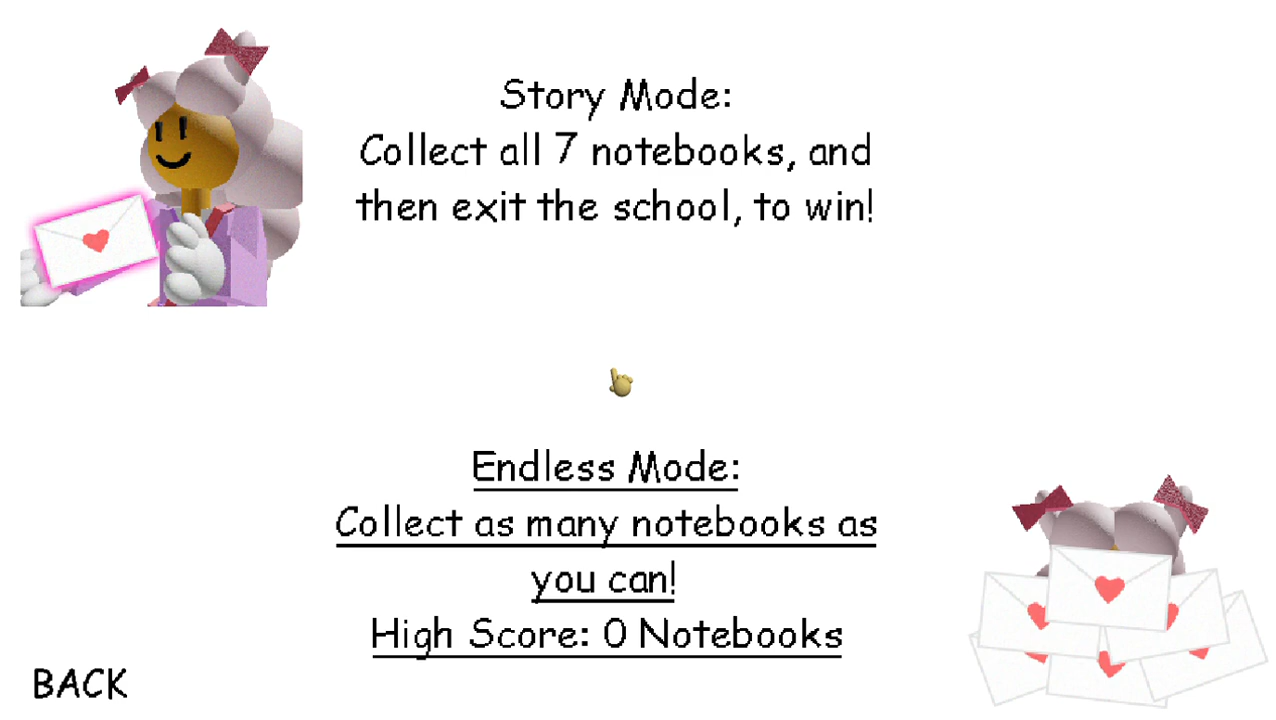 Story Mode:
Collect all 7 notebooks, and
then exit the school, to win!
Endless Mode:
Collect as many notebooks as
you can!
High Score: 0 Notebooks
BACK